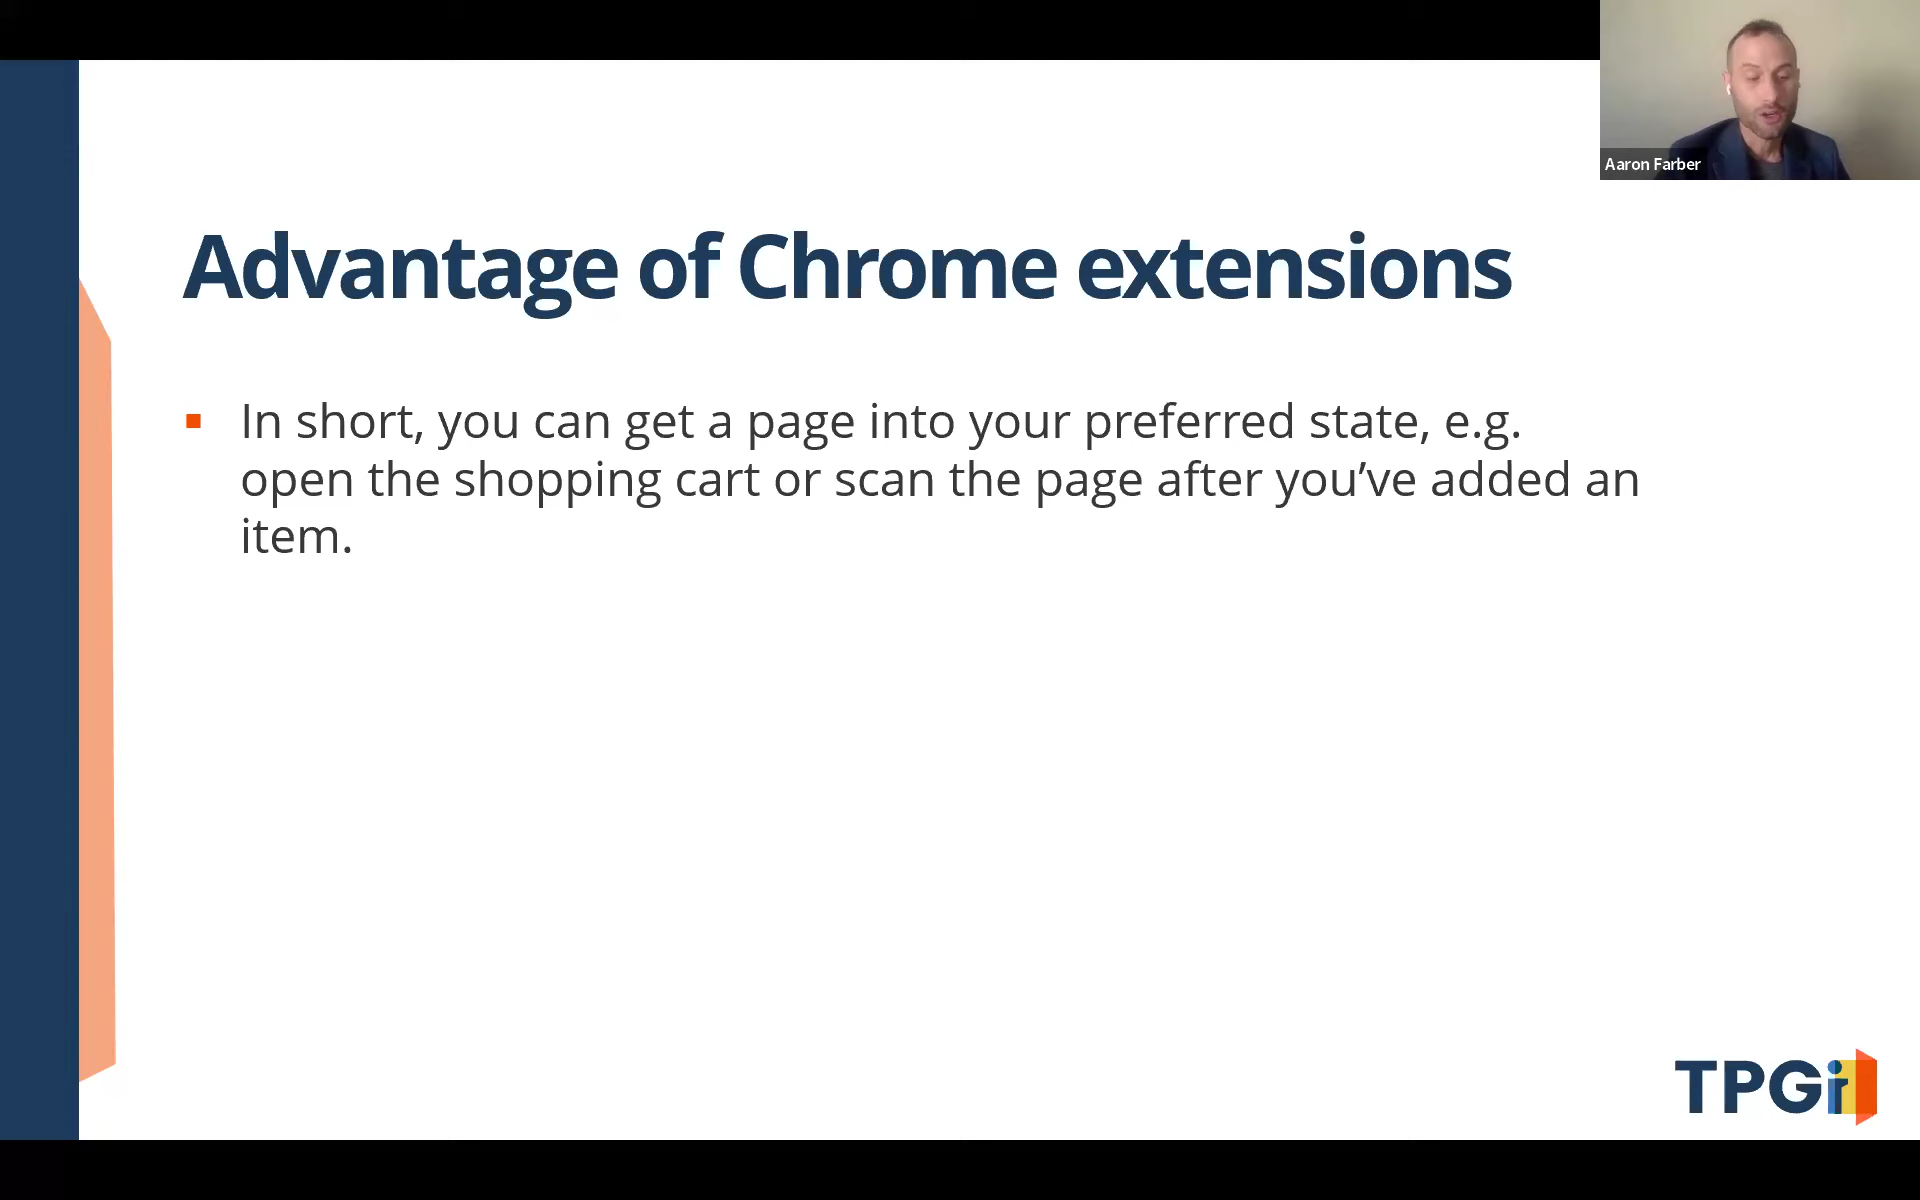 Aaron Farber
Advantage of Chrome extensions
In short, you can get a page into your preferred state, e.g.
open the shopping cart or scan the page after you’ve added an
item.
TPGi